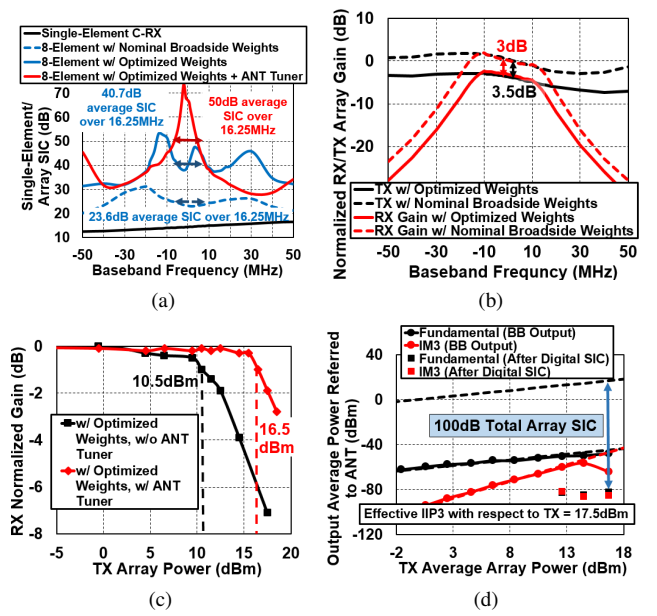 Single-Element C-RX
8-Element w/ Nominal Broadside Weights
8-Element w/ Optimized Weights
8-Element w/ Optimized Weights + ANT Tuner
40.7dB
average SIC
over 16.25MHz
50dB average
SIC over
16.25MHz
23.6dB average SIC over 16.25MHz
Single-Element/
Array SIC (dB)
70
60
50
40
30
20
10
-50 -30 -10 10 30 50
Baseband Frequency (MHz)
(a)
Normalized RX/TX Array Gain (dB)
10
0
-10
-20
3dB
3.5dB
TX w/ Optimized Weights
TX w/ Nominal Broadside Weights
RX Gain w/ Optimized Weights
RX Gain w/ Nominal Broadside Weights
-50 -30 -10 10 30 50
Baseband Frequncy (MHz)
(b)
RX Normalized Gain (dB)
0
-2
-4
-6
-8
10.5dBm
16.5
dBm
w/ Optimized
Weights, w/o ANT
Tuner
w/ Optimized
Weights, w/ ANT
Tuner
-5 0 5 10 15 20
TX Array Power (dBm)
(c)
Fundamental (BB Output)
IM3 (BB Output)
Fundamental (After Digital SIC)
IM3 (After Digital SIC)
Output Average Power Referred
to ANT (dBm)
40
0
-40
-80
-120
100dB Total Array SIC
Effective IIP3 with respect to TX = 17.5dBm
-2 2 6 10 14 18
TX Average Array Power (dBm)
(d)